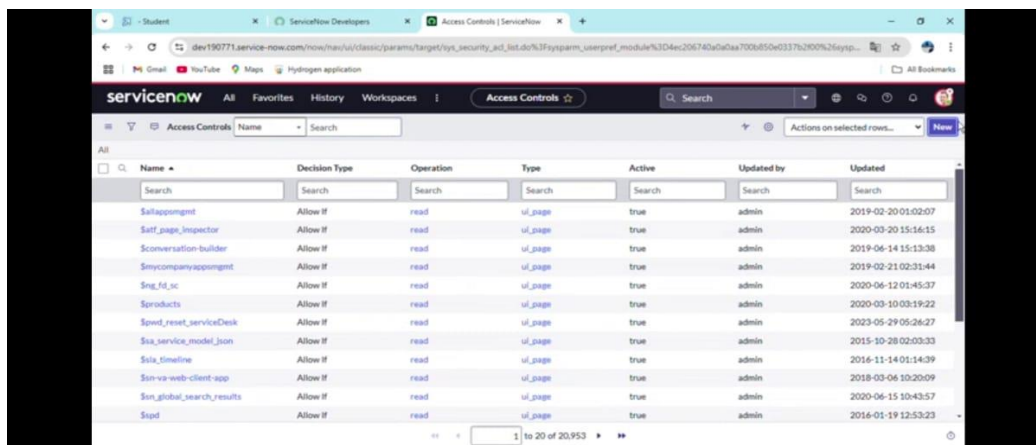 - Student
ServiceNow Developers
Access Controls | ServiceNow
dev190771.service-now.com/now/nav/ui/classic/params/target/sys_security_acl_list.do%3Fsysparm_userpref_module%3D4ec206740a0a0aa700b850e0337b2f00%26sysp...
Gmail YouTube Maps Hydrogen application All Bookmarks
servicenow All Favorites History Workspaces Access Controls Search
Access Controls Name Search Actions on selected rows... New
All
Name Decision Type Operation Type Active Updated by Updated
Search Search Search Search Search Search Search
$allappsmgmt Allow If read ui_page true admin 2019-02-20 01:02:07
$atf_page_inspector Allow If read ui_page true admin 2020-03-20 15:16:15
$conversation-builder Allow If read ui_page true admin 2019-06-14 15:13:38
$mycompanyappsmgmt Allow If read ui_page true admin 2019-02-21 02:31:44
$ng_fd_sc Allow If read ui_page true admin 2020-06-12 01:45:37
$products Allow If read ui_page true admin 2020-03-10 03:19:22
$pwd_reset_serviceDesk Allow If read ui_page true admin 2023-05-29 05:26:27
$sa_service_model_json Allow If read ui_page true admin 2015-10-28 02:03:33
$sla_timeline Allow If read ui_page true admin 2016-11-14 01:14:39
$sn-va-web-client-app Allow If read ui_page true admin 2018-03-06 10:20:09
$sn_global_search_results Allow If read ui_page true admin 2020-06-15 10:43:57
$spd Allow If read ui_page true admin 2016-01-19 12:53:23
1 to 20 of 20,953